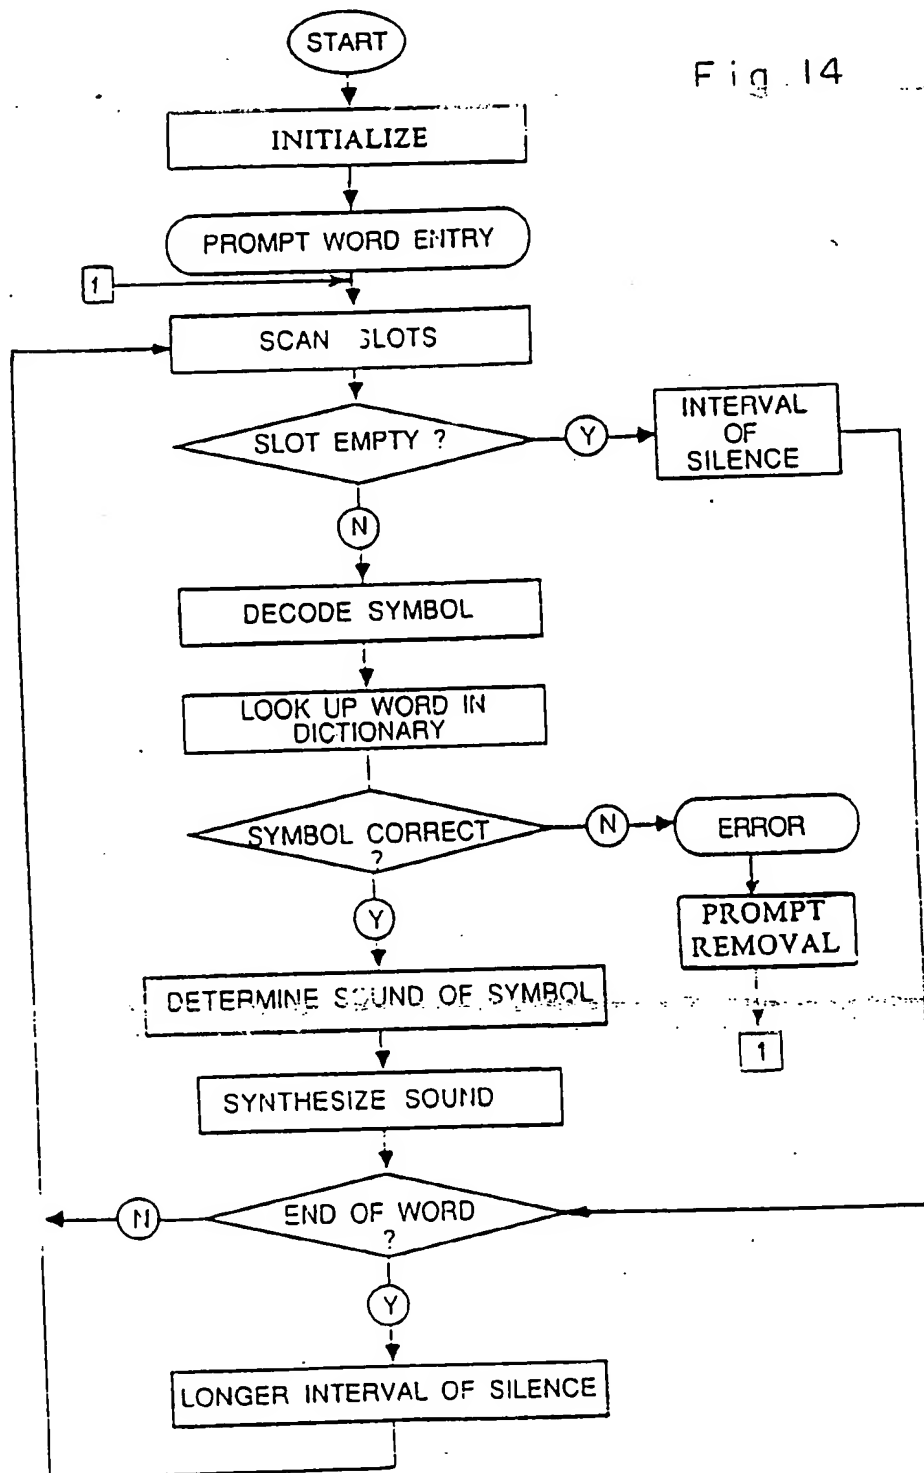 START
Fig. 14
INITIALIZE
PROMPT WORD ENTRY
1
SCAN SLOTS
SLOT EMPTY ?
Y
INTERVAL
OF
SILENCE
N
DECODE SYMBOL
LOOK UP WORD IN
DICTIONARY
SYMBOL CORRECT
?
N
ERROR
Y
PROMPT
REMOVAL
DETERMINE SOUND OF SYMBOL
1
SYNTHESIZE SOUND
N
END OF WORD
?
Y
LONGER INTERVAL OF SILENCE